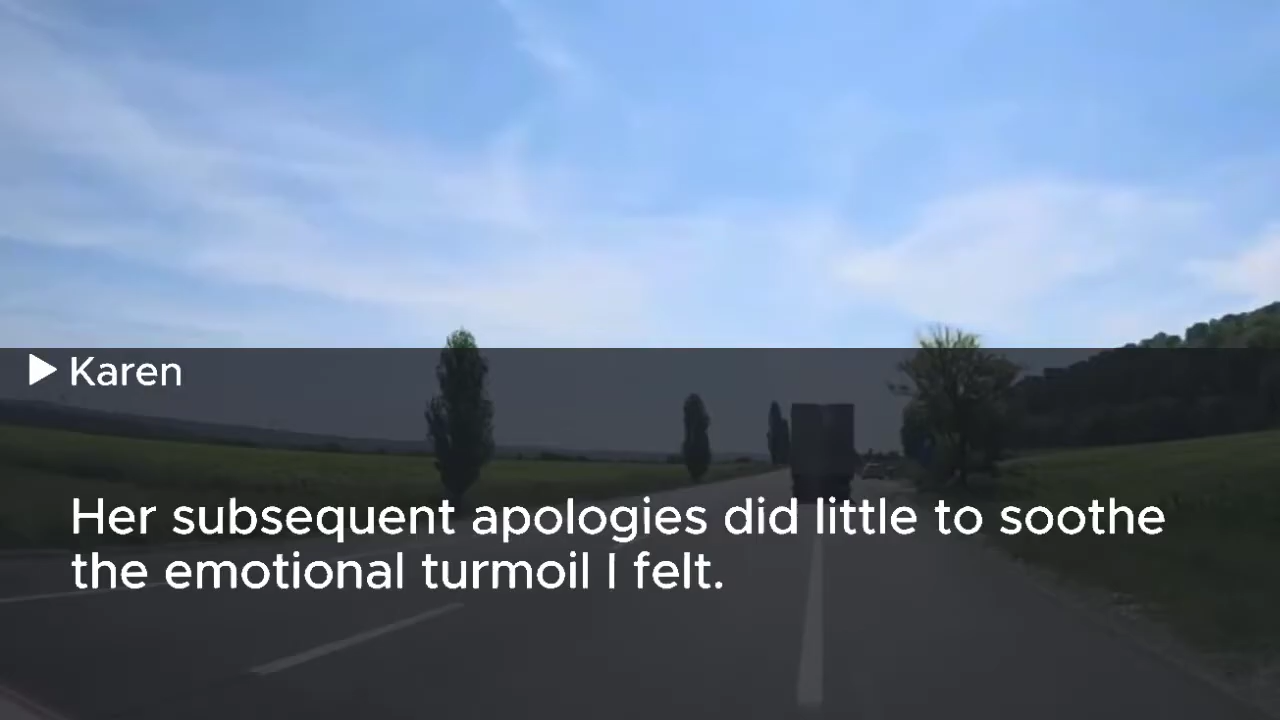 Karen
Her subsequent apologies did little to soothe
the emotional turmoil I felt.